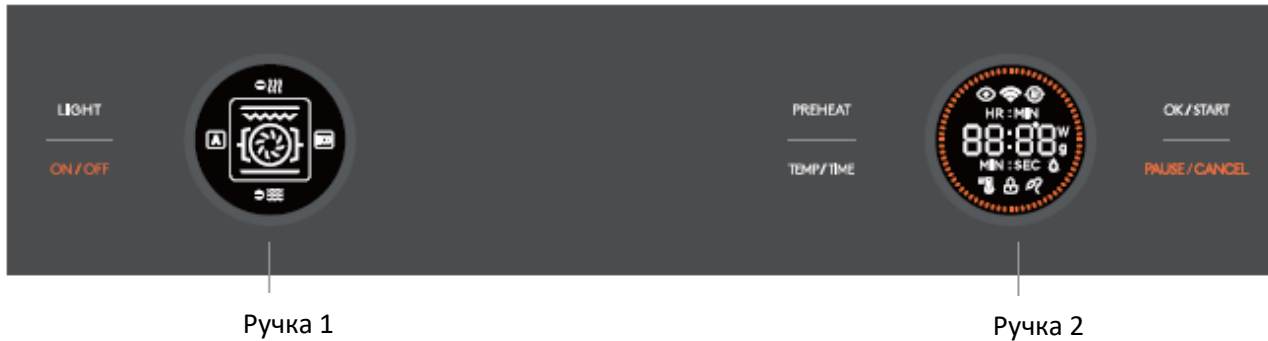 LIGHT
ON / OFF
A
ECO
PREHEAT
TEMP/TIME
HR : MIN
88:88 W
g
MIN : SEC
OK / START
PAUSE / CANCEL
Ручка 1
Ручка 2